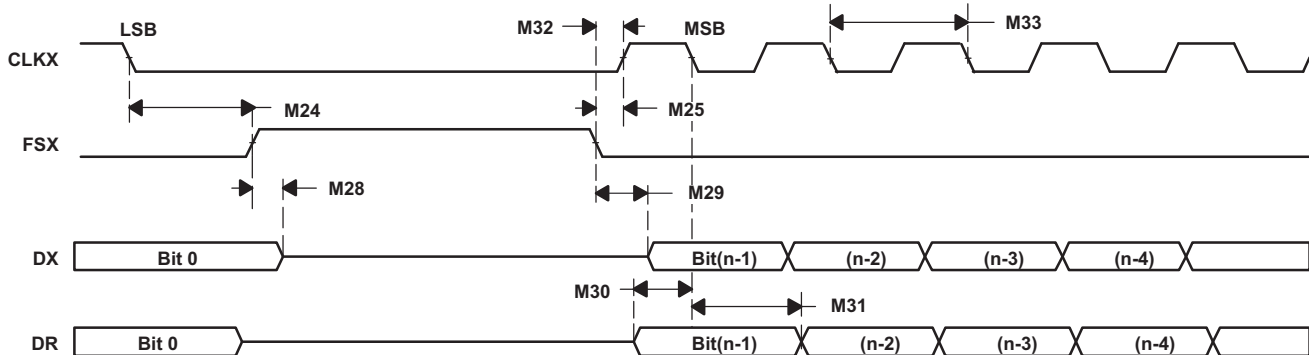 LSB
M32
MSB
M33
CLKX
M24
M25
FSX
M28
M29
DX
Bit 0
Bit(n-1)
(n-2)
(n-3)
(n-4)
M30
M31
DR
Bit 0
Bit(n-1)
(n-2)
(n-3)
(n-4)